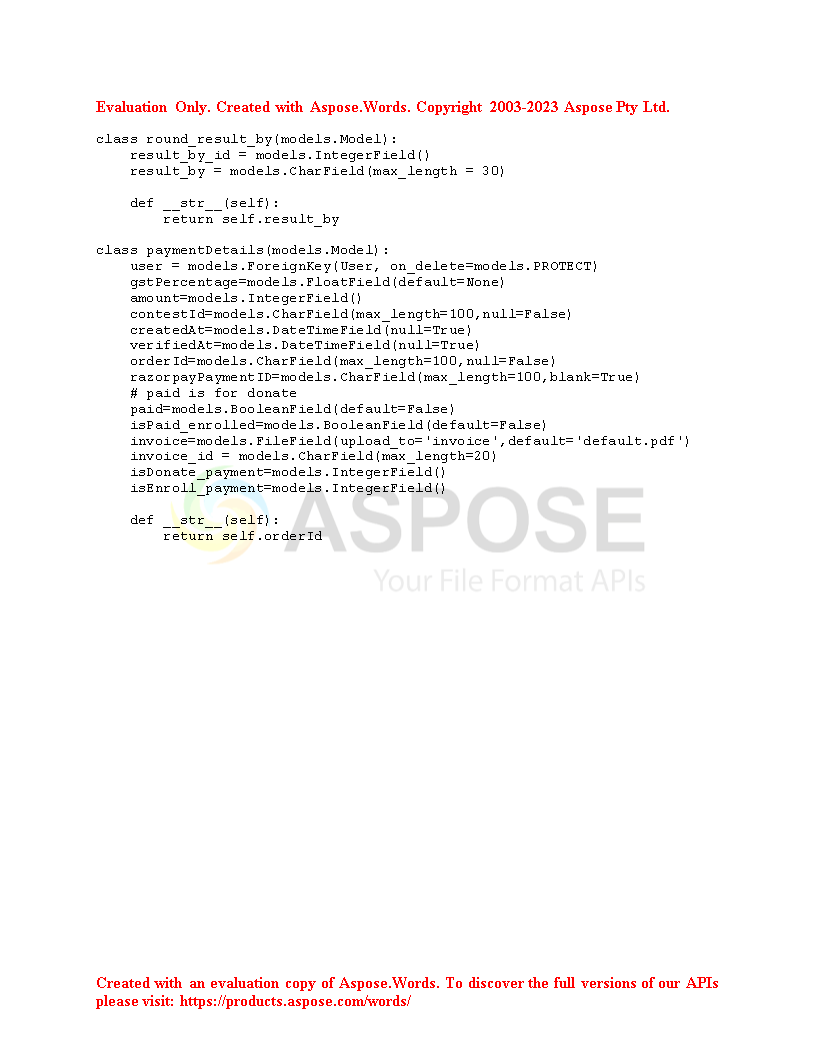 Evaluation Only. Created with Aspose.Words. Copyright 2003-2023 Aspose Pty Ltd.
class round_result_by(models.Model):
    result_by_id = models.IntegerField()
    result_by = models.CharField(max_length = 30)

    def __str__(self):
        return self.result_by

class paymentDetails(models.Model):
    user = models.ForeignKey(User, on_delete=models.PROTECT)
    gstPercentage=models.FloatField(default=None)
    amount=models.IntegerField()
    contestId=models.CharField(max_length=100,null=False)
    createdAt=models.DateTimeField(null=True)
    verifiedAt=models.DateTimeField(null=True)
    orderId=models.CharField(max_length=100,null=False)
    razorpayPaymentID=models.CharField(max_length=100,blank=True)
    # paid is for donate
    paid=models.BooleanField(default=False)
    isPaid_enrolled=models.BooleanField(default=False)
    invoice=models.FileField(upload_to='invoice',default='default.pdf')
    invoice_id = models.CharField(max_length=20)
    isDonate_payment=models.IntegerField()
    isEnroll_payment=models.IntegerField()

    def __str__(self):
        return self.orderId
ASPOSE
Your File Format APIs
Created with an evaluation copy of Aspose.Words. To discover the full versions of our APIs
please visit: https://products.aspose.com/words/